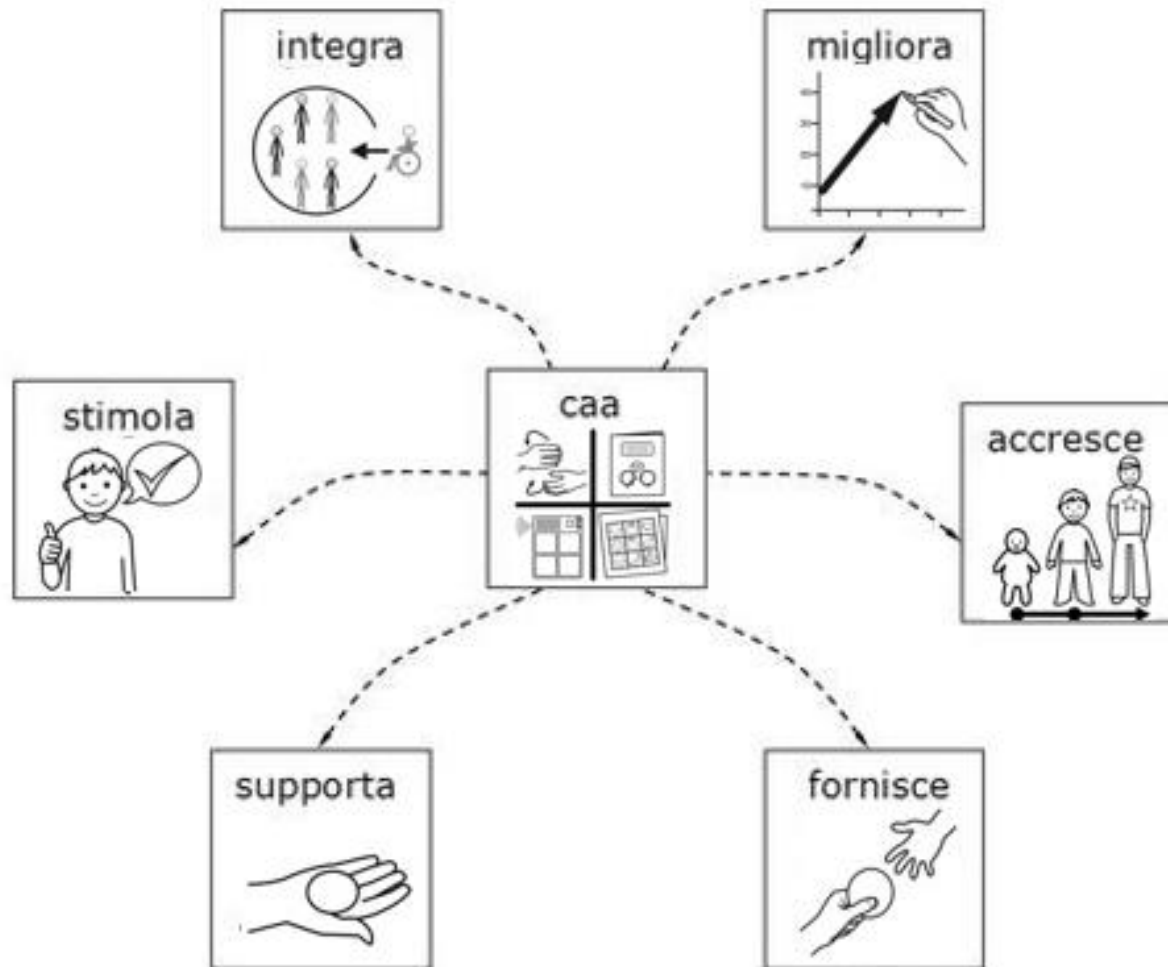 integra
migliora
stimola
caa
accresce
supporta
fornisce